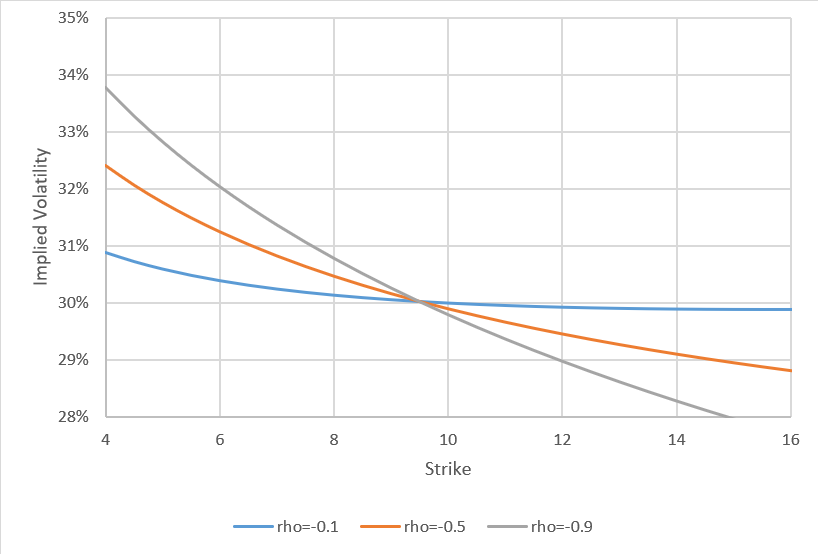 35%
34%
33%
32%
31%
30%
29%
28%
Implied Volatility
4 6 8 10 12 14 16
Strike
rho=-0.1 rho=-0.5 rho=-0.9